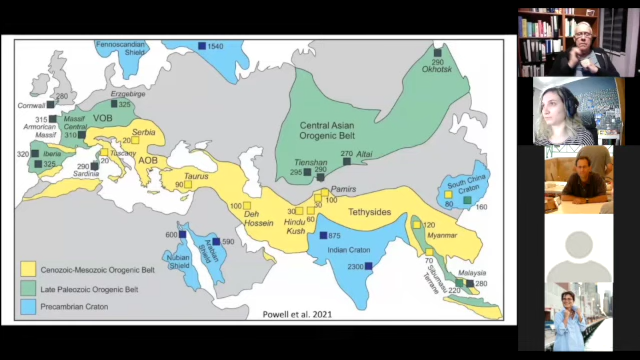 Fennoscandian
Shield
1540
290
Okhotsk
Cornwall
280
Erzgebirge
325
315
Armorican
Massif
Massif
Central
310
VOB
Serbia
20
Central Asian
Orogenic Belt
320
Iberia
325
Tuscany
20
290
Sardinia
AOB
Taurus
90
270
Altai
Tienshan
295
290
Pamirs
100
South China
Craton
80
160
100
Deh
Hossein
30
30
60
Hindu
Kush
Tethysides
600
590
Nubian
Shield
Arabian
Shield
875
Indian Craton
2300
120
Myanmar
70
Sibumasu
Terrane
Malaysia
220
280
Cenozoic-Mesozoic Orogenic Belt
Late Paleozoic Orogenic Belt
Precambrian Craton
Powell et al. 2021